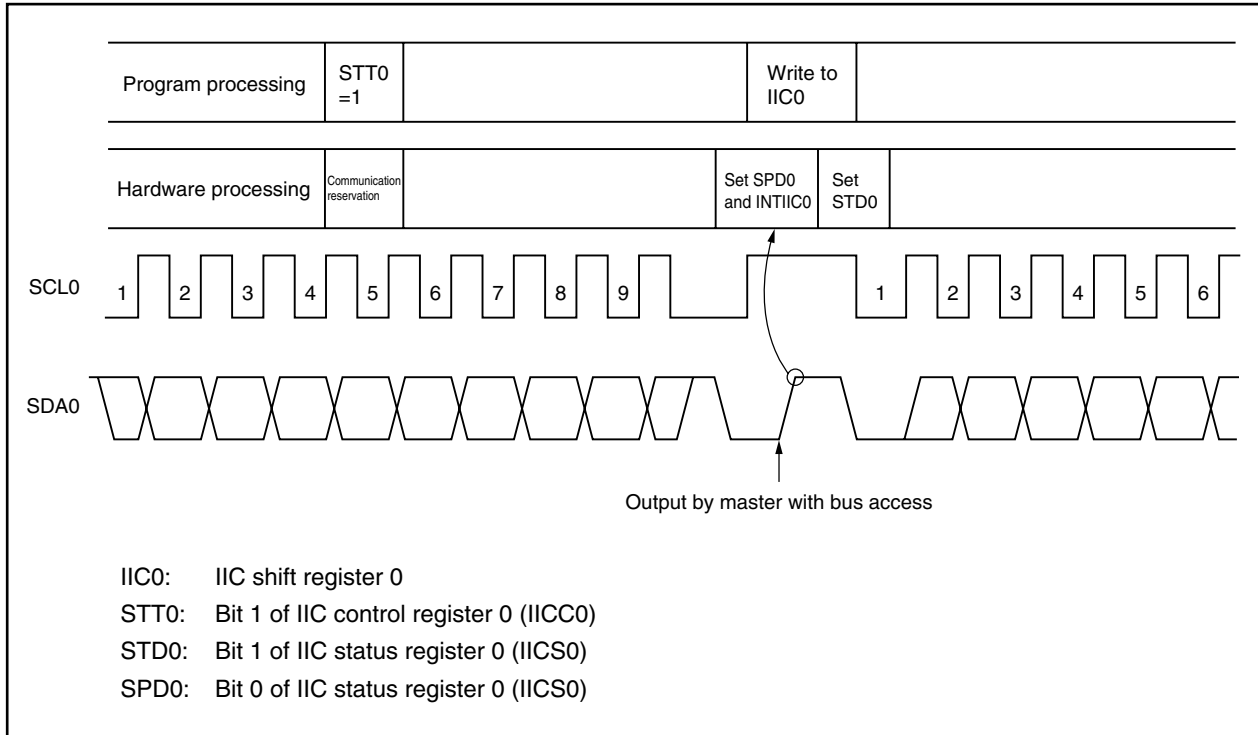 Program processing
STT0
=1
Write to
IIC0
Hardware processing
Communication
reservation
Set SPD0
and INTIIC0
Set
STD0
SCL0
1 2 3 4 5 6 7 8 9 1 2 3 4 5 6
SDA0
Output by master with bus access
IIC0: IIC shift register 0
STT0: Bit 1 of IIC control register 0 (IICC0)
STD0: Bit 1 of IIC status register 0 (IICS0)
SPD0: Bit 0 of IIC status register 0 (IICS0)